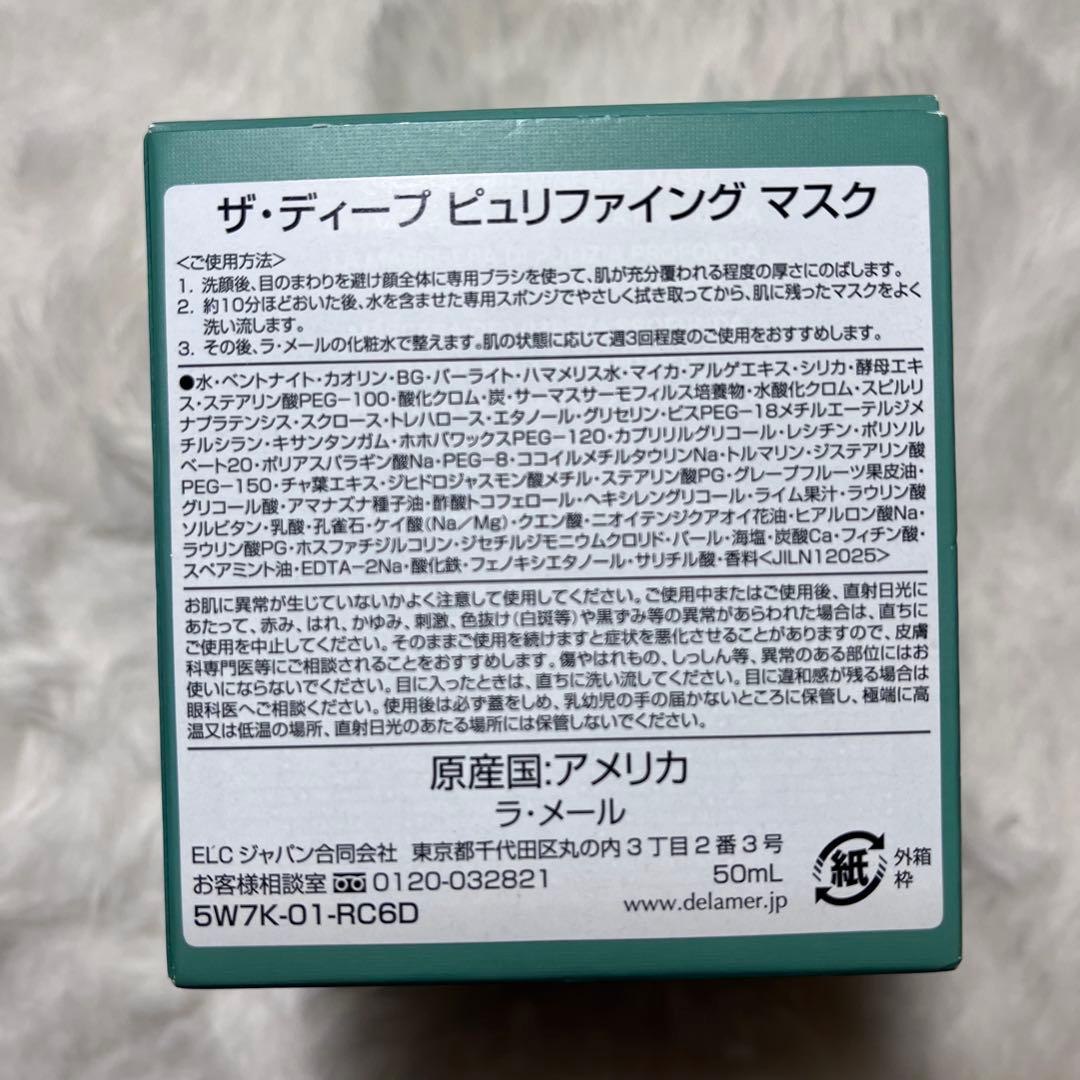 ザ・ディープ ピュリファイング マスク
<ご使用方法>
1. 洗顔後、目のまわりを避け顔全体に専用ブラシを使って、肌が充分覆われる程度の厚さにのばします。
2. 約10分ほどおいた後、水を含ませた専用スポンジでやさしく拭き取ってから、肌に残ったマスクをよく
洗い流します。
3. その後、ラ・メールの化粧水で整えます。肌の状態に応じて週3回程度のご使用をおすすめします。
●水・ベントナイト・カオリン・BG・パーライト・ハマメリス水・マイカ・アルゲエキス・シリカ・酵母エキ
ス・ステアリン酸PEG-100・酸化クロム・炭・サーマスサーモフィルス培養物・水酸化クロム・スピルリ
ナプラテンシス・スクロース・トレハロース・エタノール・グリセリン・ビスPEG-18メチルエーテルジメ
チルシラン・キサンタンガム・ホホバワックスPEG-120・カプリリルグリコール・レシチン・ポリソル
ベート20・ポリアスパラギン酸Na・PEG-8・ココイルメチルタウリンNa・トルマリン・ジステアリン酸
PEG-150・チャ葉エキス・ジヒドロジャスモン酸メチル・ステアリン酸PG・グレープフルーツ果皮油・
グリコール酸・アマナズナ種子油・酢酸トコフェロール・ヘキシレングリコール・ライム果汁・ラウリン酸
ソルビタン・乳酸・孔雀石・ケイ酸(Na/Mg)・クエン酸・ニオイテンジクアオイ花油・ヒアルロン酸Na・
ラウリン酸PG・ホスファチジルコリン・ジセチルジモニウムクロリド・パール・海塩・炭酸Ca・フィチン酸・
スペアミント油・EDTA-2Na・酸化鉄・フェノキシエタノール・サリチル酸・香料<JILN12025>
お肌に異常が生じていないかよく注意して使用してください。ご使用中またはご使用後、直射日光に
あたって、赤み、はれ、かゆみ、刺激、色抜け(白斑等)や黒ずみ等の異常があらわれた場合は、直ちに
ご使用を中止してください。そのままご使用を続けますと症状を悪化させることがありますので、皮膚
科専門医等にご相談されることをおすすめします。傷やはれもの、しっしん等、異常のある部位にはお
使いにならないでください。目に入ったときは、直ちに洗い流してください。目に違和感が残る場合は
眼科医へご相談ください。使用後は必ず蓋をしめ、乳幼児の手の届かないところに保管し、極端に高
温又は低温の場所、直射日光のあたる場所には保管しないでください。
原産国:アメリカ
ラ・メール
ELC ジャパン合同会社 東京都千代田区丸の内3丁目2番3号
お客様相談室 0120-032821 50mL
5W7K-01-RC6D www.delamer.jp
紙 外箱
枠